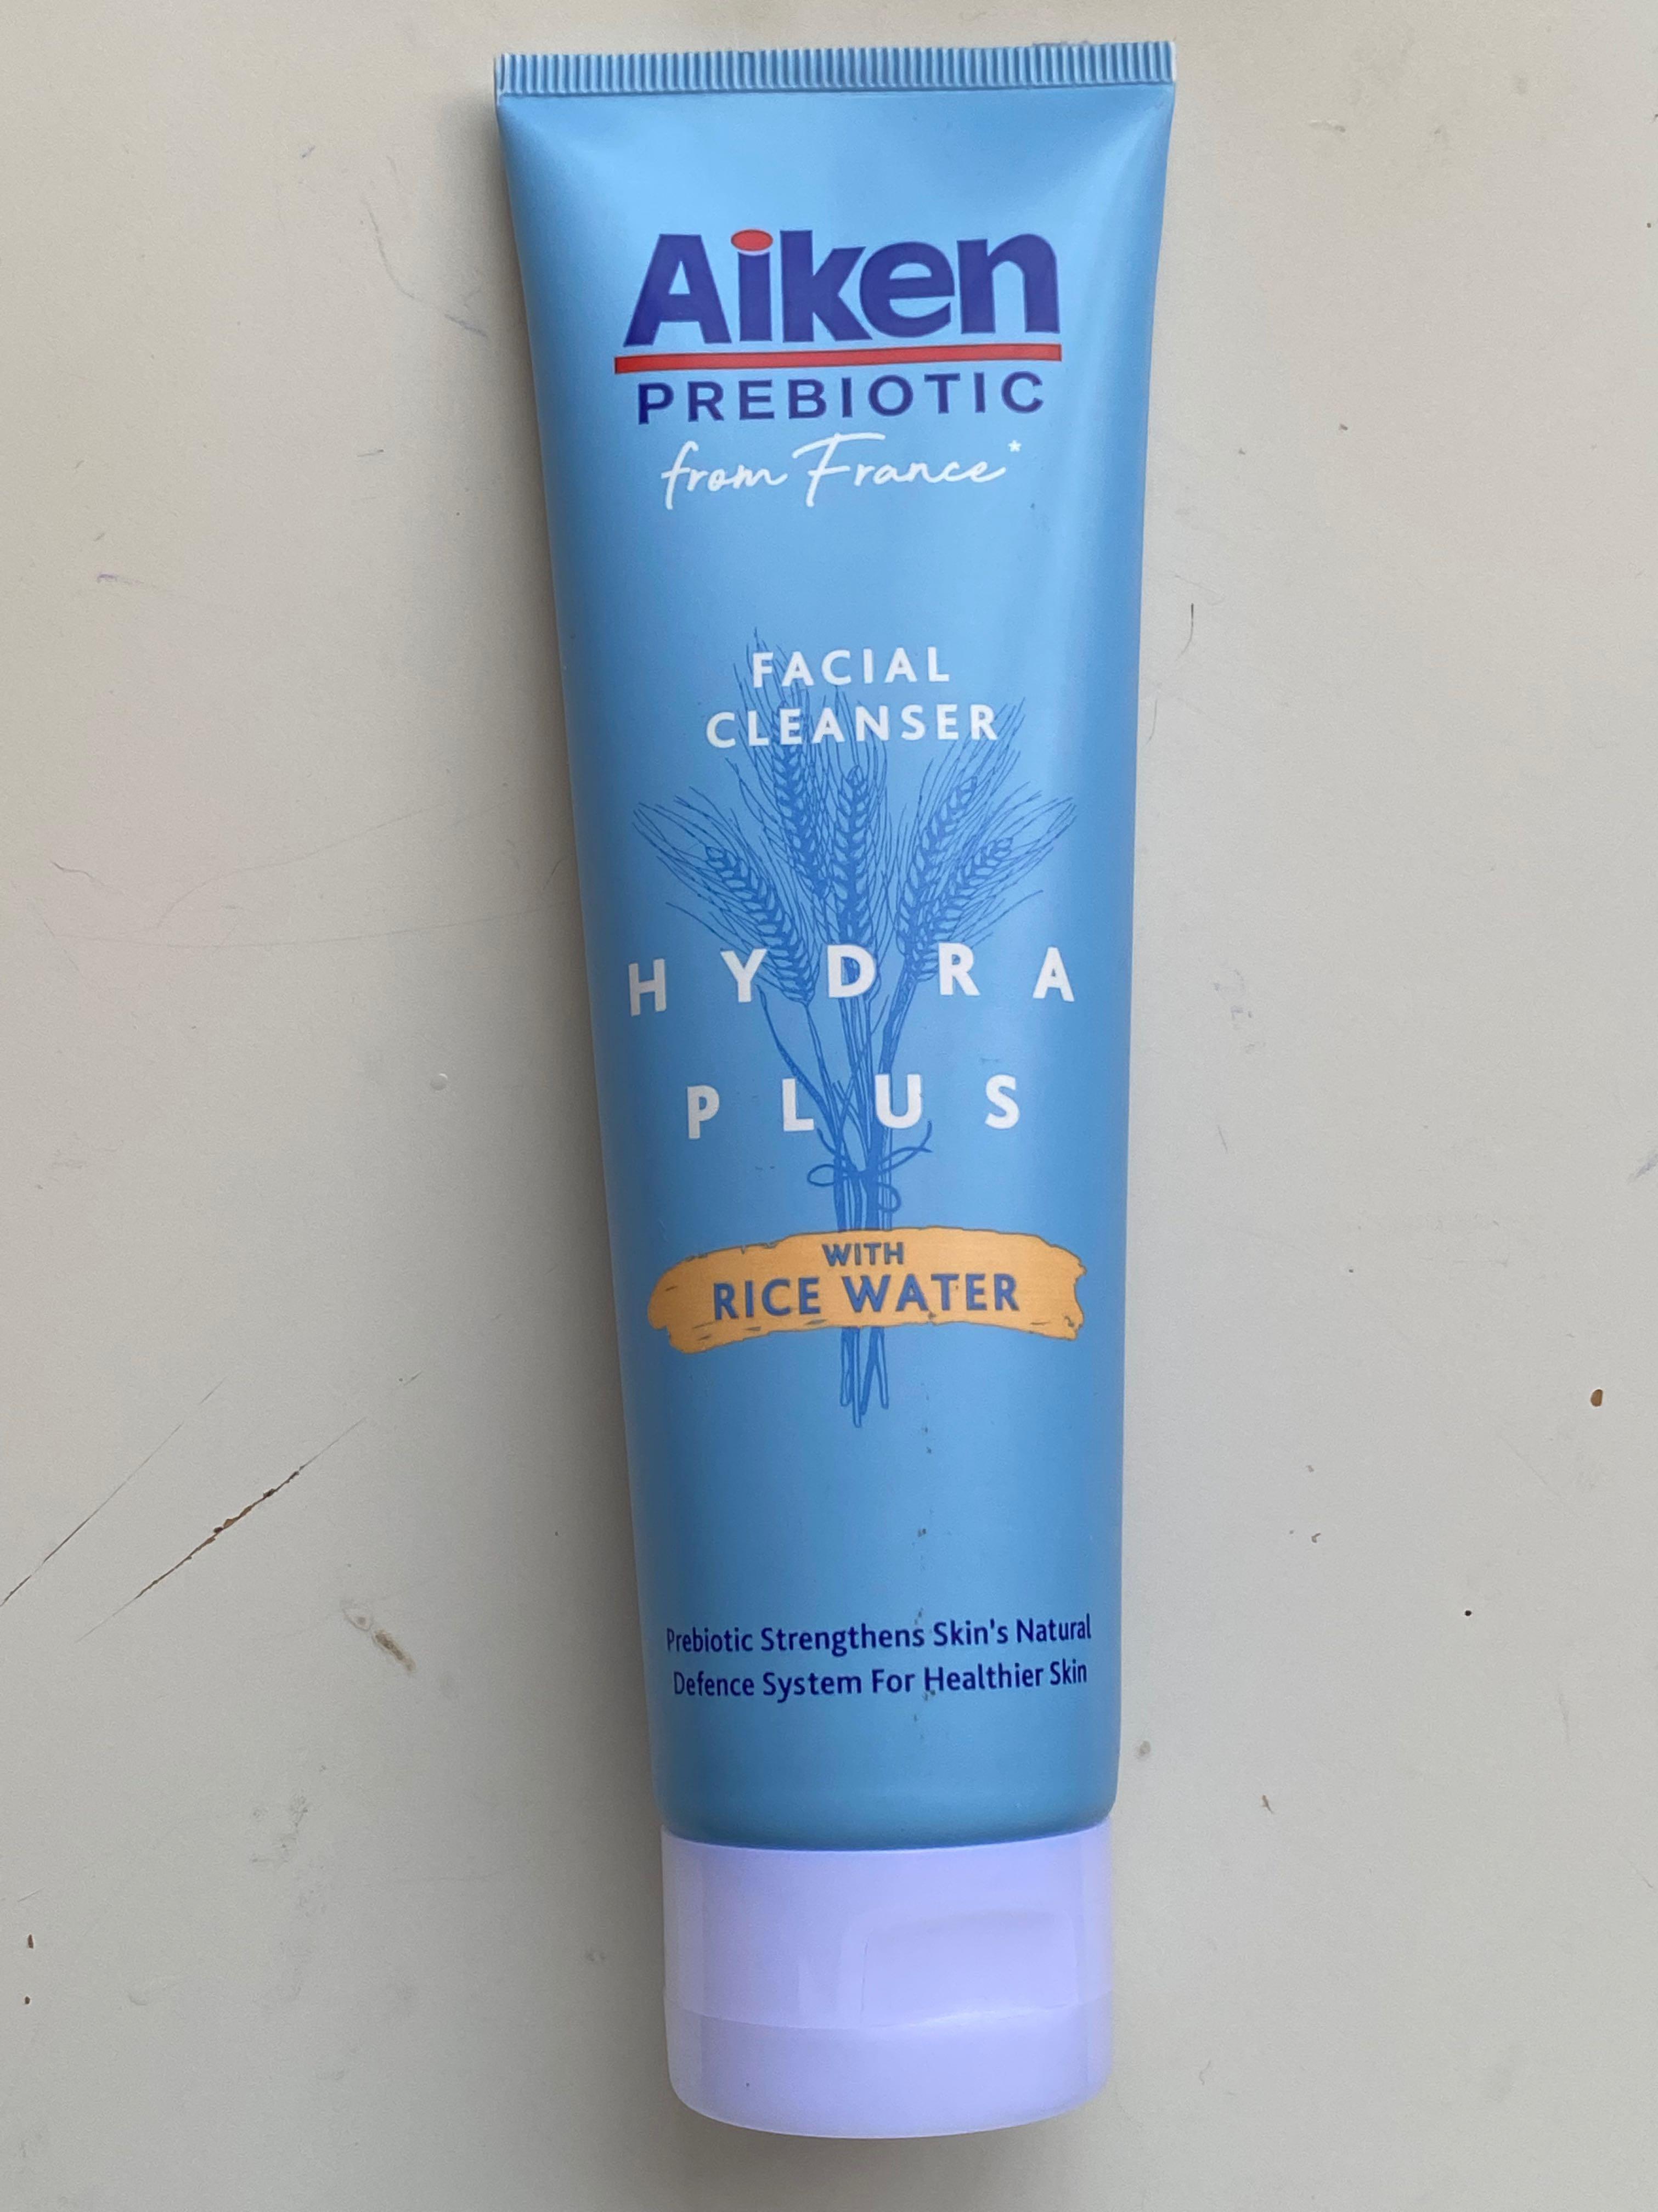 Aiken
PREBIOTIC
from France*
FACIAL
CLEANSER
HYDRA
PLUS
WITH
RICE WATER
Prebiotic Strengthens Skin's Natural
Defence System For Healthier Skin